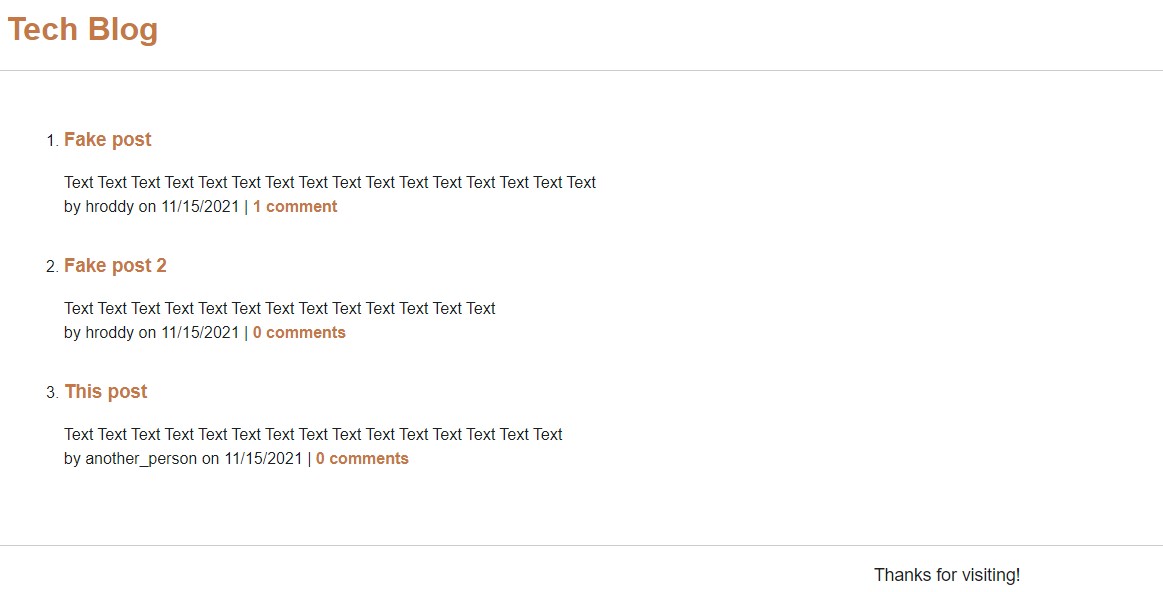 Tech Blog
1. Fake post
Text Text Text Text Text Text Text Text Text Text Text Text Text Text Text Text
by hroddy on 11/15/2021 | 1 comment
2. Fake post 2
Text Text Text Text Text Text Text Text Text Text Text Text Text
by hroddy on 11/15/2021 | 0 comments
3. This post
Text Text Text Text Text Text Text Text Text Text Text Text Text Text Text
by another_person on 11/15/2021 | 0 comments
Thanks for visiting!